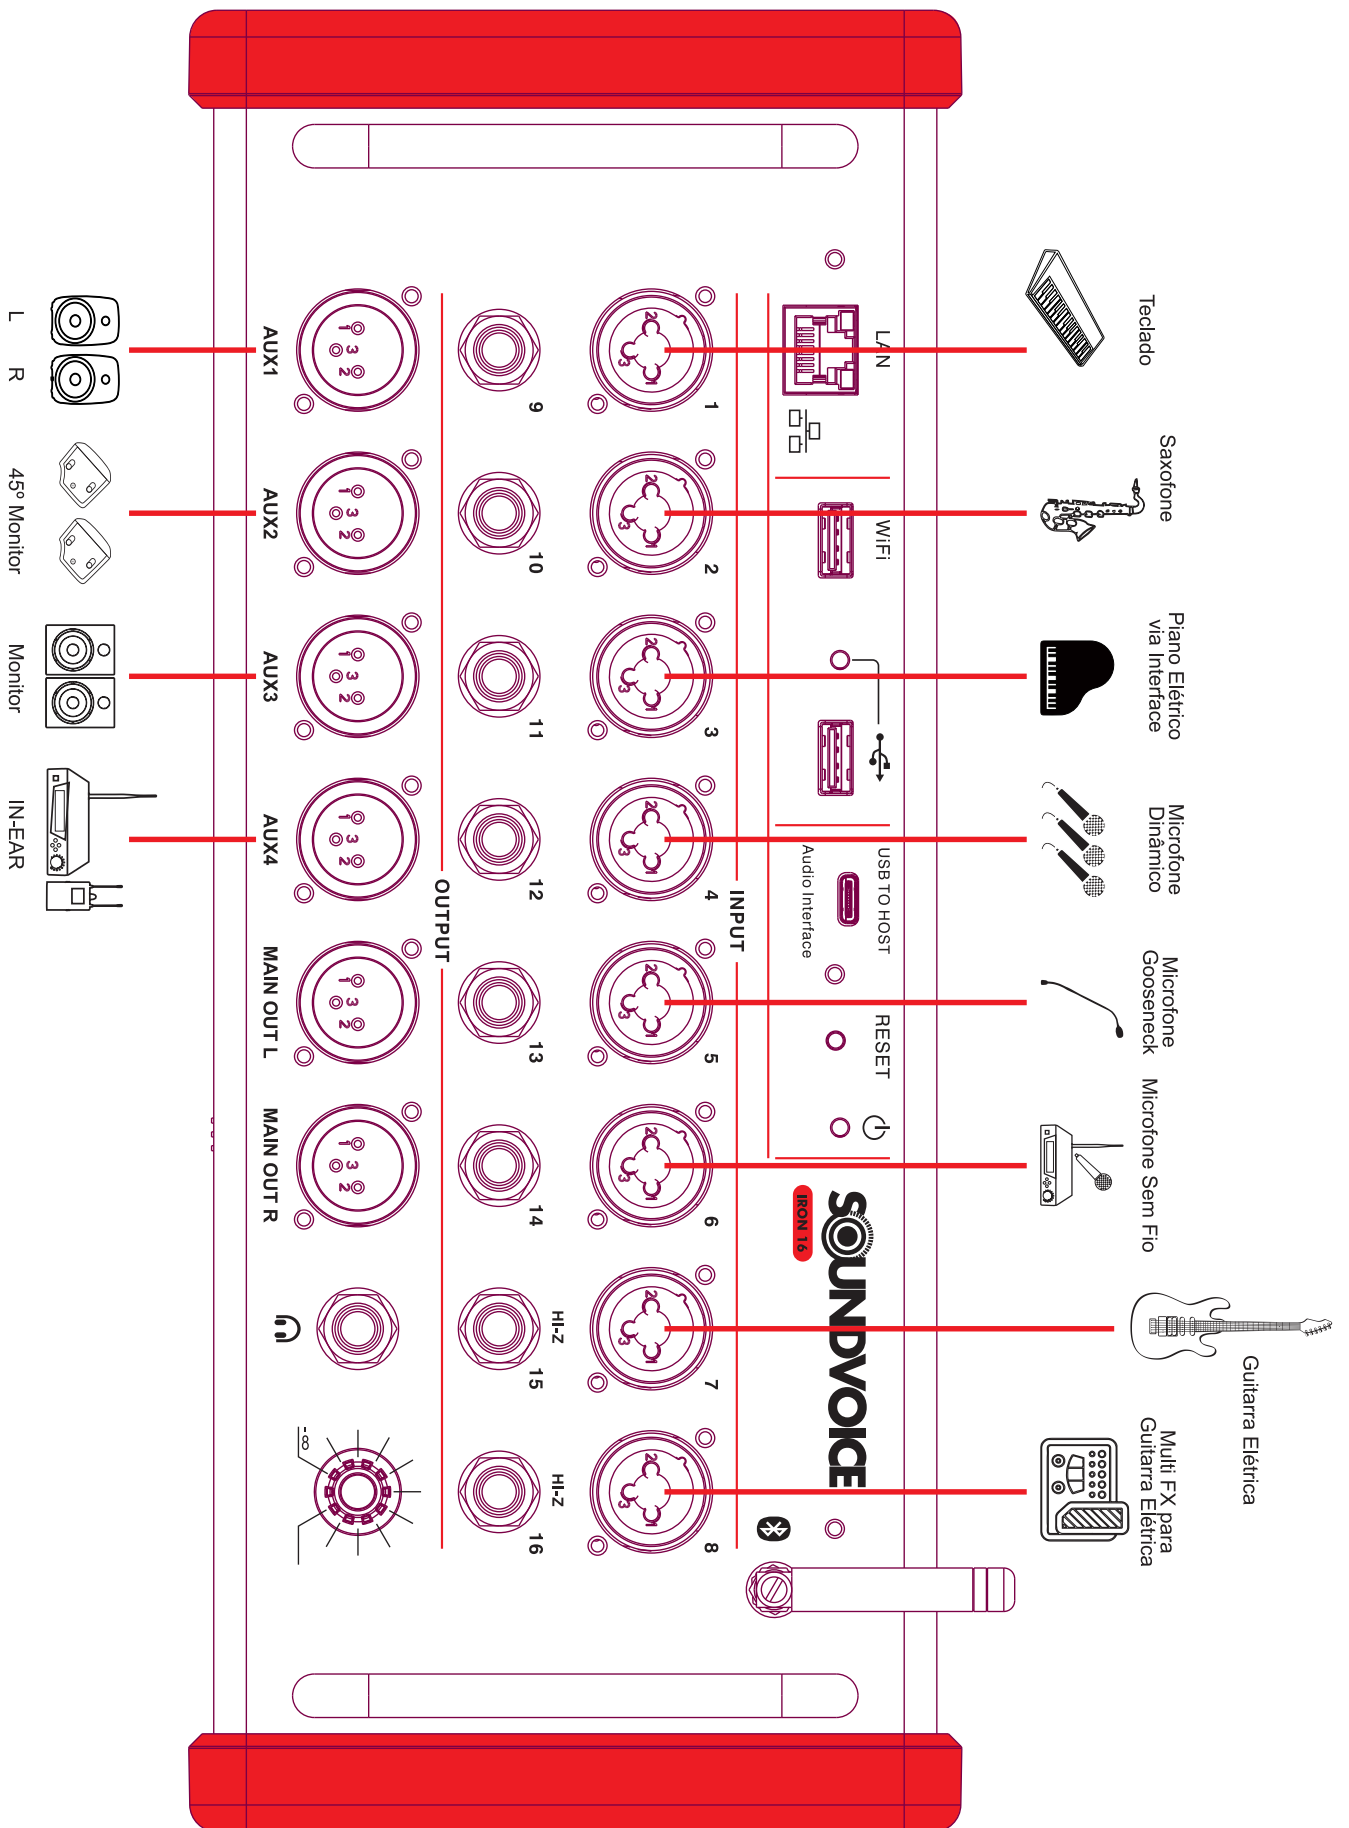 Teclado
Saxofone
Piano Elétrico
via Interface
Microfone
Dinâmico
Microfone
Gooseneck
Microfone Sem Fio
Guitarra Elétrica
Multi FX para
Guitarra Elétrica
LAN
WiFi
USB TO HOST
Audio Interface
RESET
SOUNDVOICE
IRON 16
INPUT
1
2
3
4
5
6
7
8
HI-Z
HI-Z
9
10
11
12
13
14
15
16
OUTPUT
AUX1
AUX2
AUX3
AUX4
MAIN OUT L
MAIN OUT R
-∞
L
R
45º Monitor
Monitor
IN-EAR